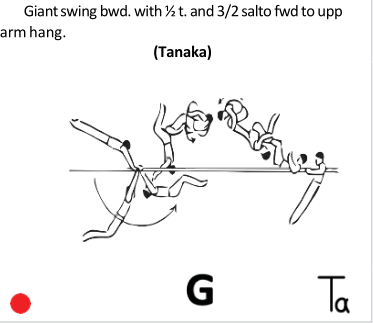 Giant swing bwd. with ½ t. and 3/2 salto fwd to upp
arm hang.
(Tanaka)
G
Ta